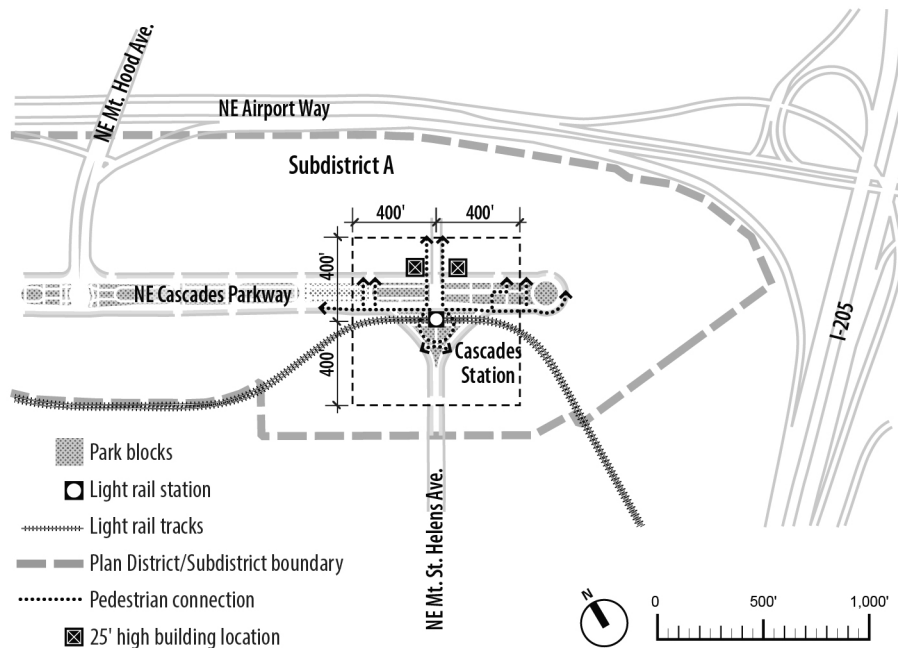 NE Mt. Hood Ave.
NE Airport Way
Subdistrict A
400'
400'
400'
NE Cascades Parkway
I-205
400'
Cascades
Station
Park blocks
Light rail station
Light rail tracks
Plan District/Subdistrict boundary
Pedestrian connection
25' high building location
NE Mt. St. Helens Ave.
N
0
500'
1,000'